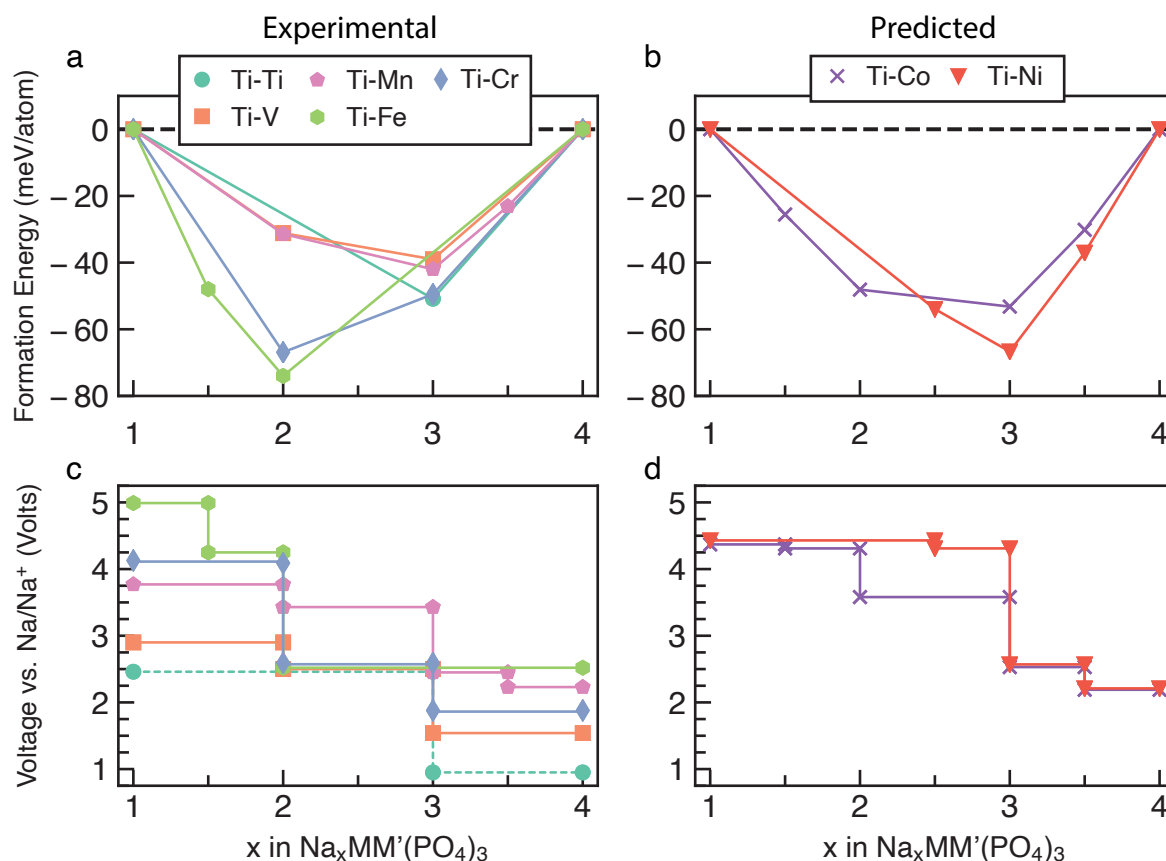 Experimental
Predicted
a
b
Ti-Ti
Ti-Mn
Ti-Cr
Ti-V
Ti-Fe
Ti-Co
Ti-Ni
Formation Energy (meV/atom)
0
−20
−40
−60
−80
1 2 3 4
0
−20
−40
−60
−80
1 2 3 4
c
d
Voltage vs. Na/Na⁺ (Volts)
5
4
3
2
1
1 2 3 4
x in NaₓMM'(PO₄)₃
5
4
3
2
1
1 2 3 4
x in NaₓMM'(PO₄)₃